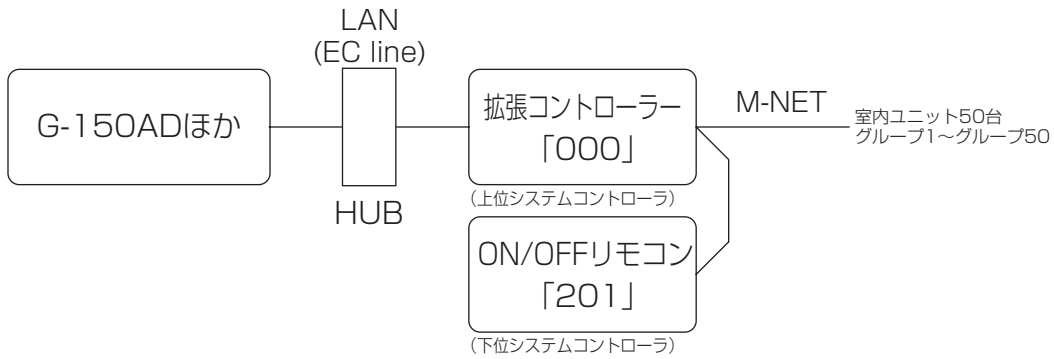 LAN
(EC line)
G-150ADほか
HUB
拡張コントローラー
「000」
(上位システムコントローラ)
M-NET
室内ユニット50台
グループ1〜グループ50
ON/OFFリモコン
「201」
(下位システムコントローラ)